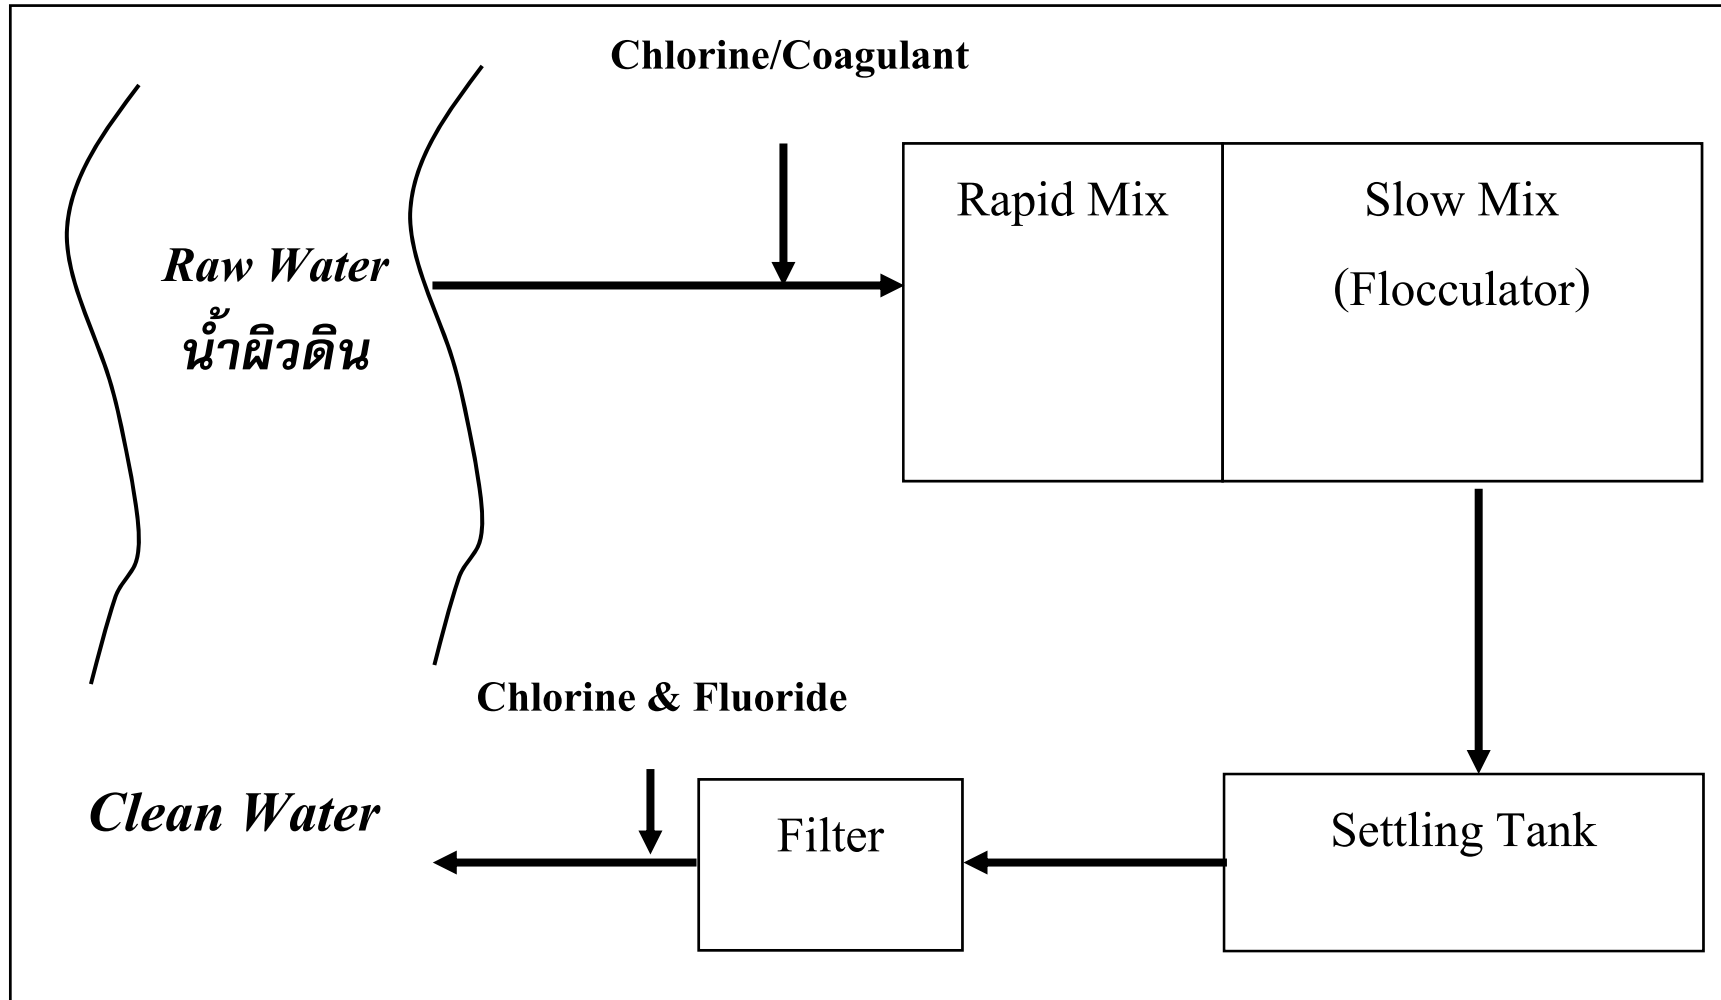 Chlorine/Coagulant
Rapid Mix
Slow Mix
(Flocculator)
Raw Water
น้ำผิวดิน
Chlorine & Fluoride
Clean Water
Filter
Settling Tank